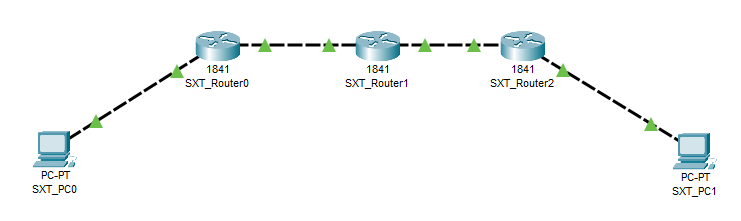 1841
SXT_Router0
1841
SXT_Router1
1841
SXT_Router2
PC-PT
SXT_PC0
PC-PT
SXT_PC1